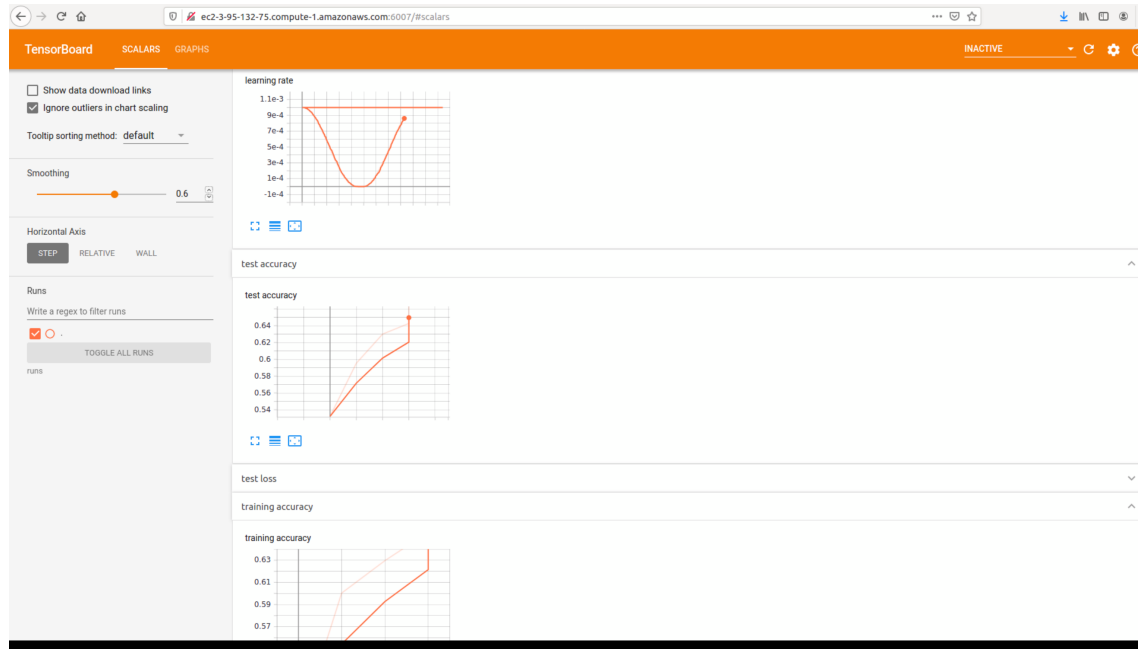 ec2-3-95-132-75.compute-1.amazonaws.com:6007/#scalars
TensorBoard SCALARS GRAPHS INACTIVE
Show data download links
Ignore outliers in chart scaling
Tooltip sorting method: default
Smoothing
0.6
Horizontal Axis
STEP RELATIVE WALL
Runs
Write a regex to filter runs
.
TOGGLE ALL RUNS
runs
learning rate
1.1e-3
9e-4
7e-4
5e-4
3e-4
1e-4
-1e-4
test accuracy
test accuracy
0.64
0.62
0.6
0.58
0.56
0.54
test loss
training accuracy
training accuracy
0.63
0.61
0.59
0.57